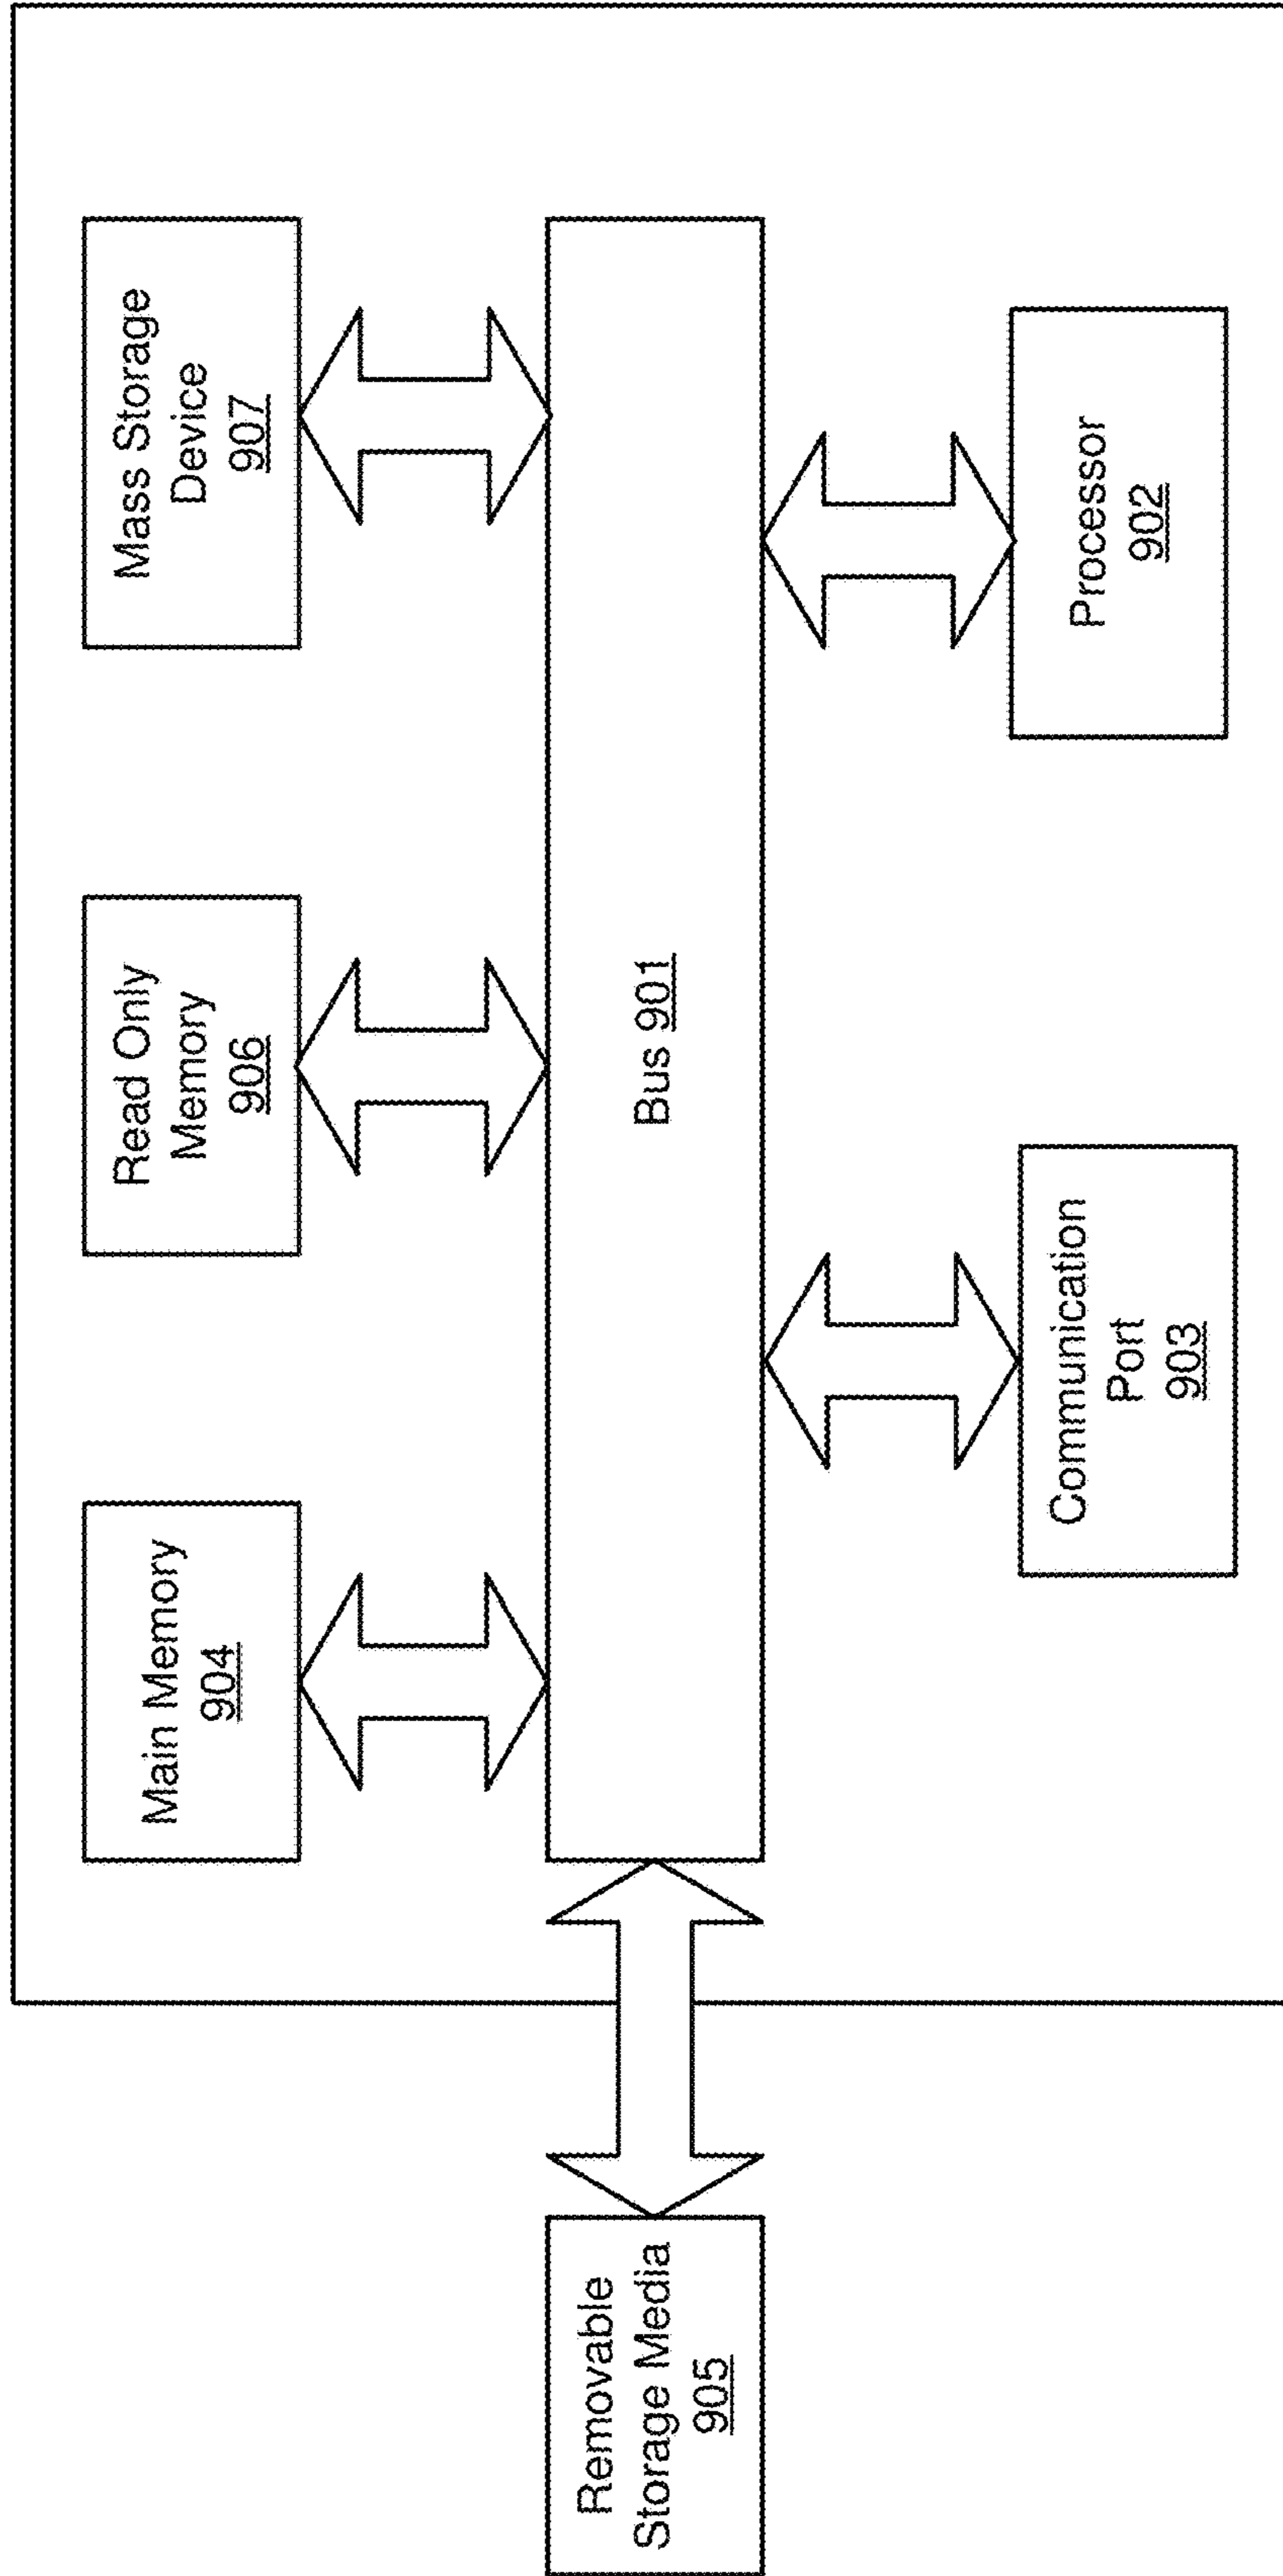 Main Memory
904
Read Only
Memory
906
Mass Storage
Device
907
Removable
Storage Media
905
Bus 901
Communication
Port
903
Processor
902